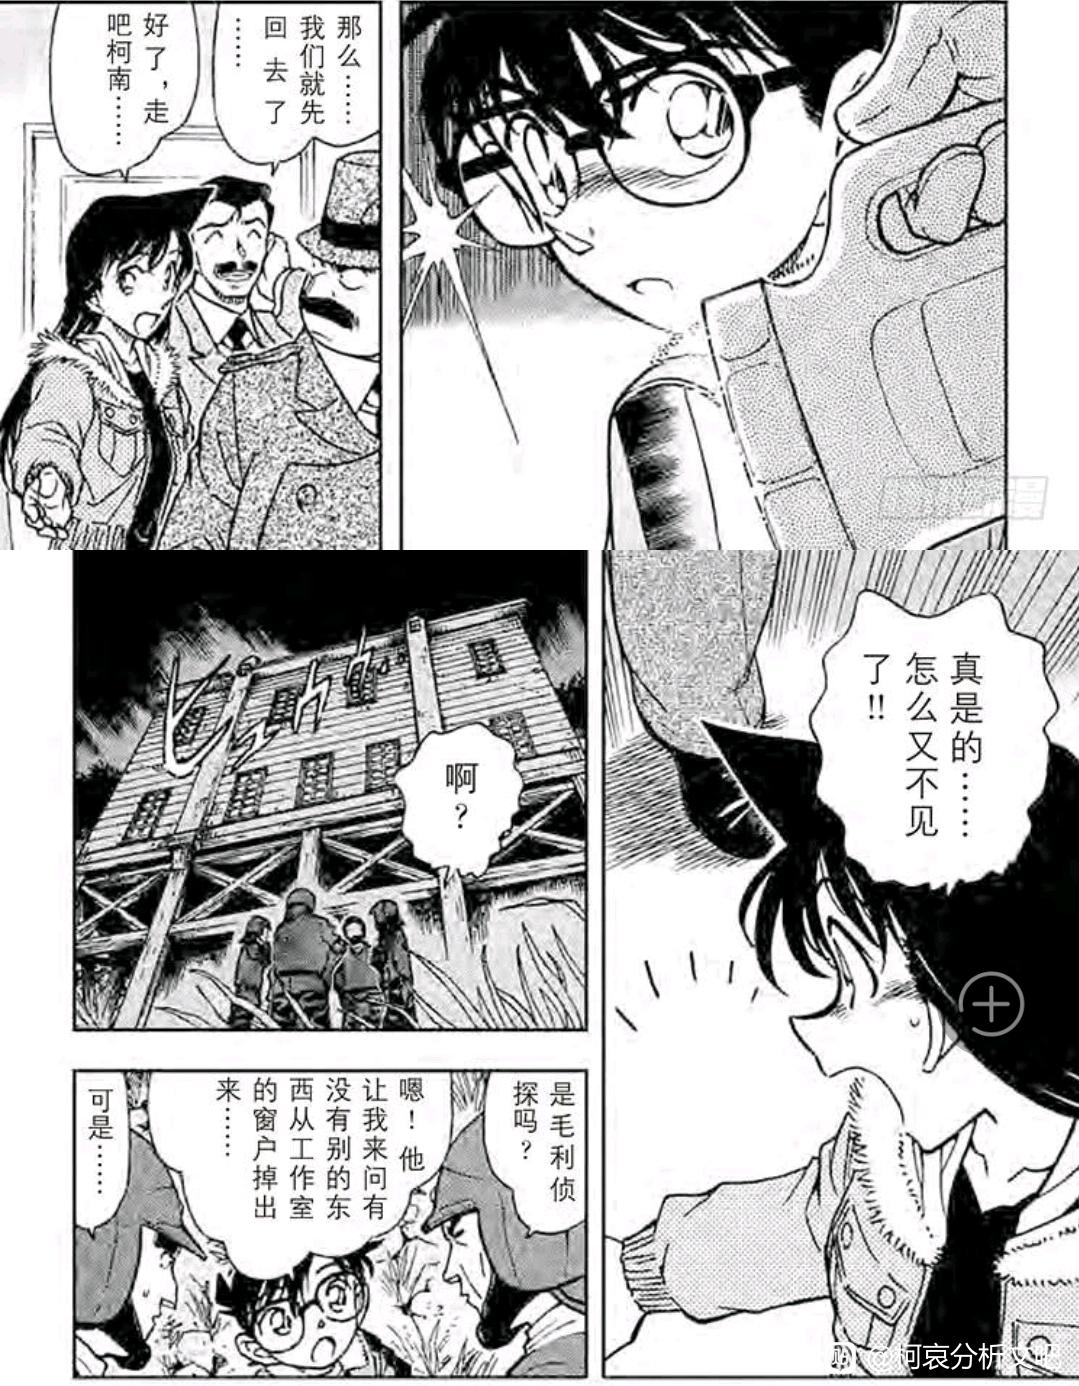 那么……
我们就先
回去了
……
好了，走
吧柯南……
真是的……
怎么又不见
了!!
啊？
是毛利侦
探吗？
嗯！他
让我来问有
没有别的东
西从工作室
的窗户掉出
来……
可是……
@柯哀分析文吧